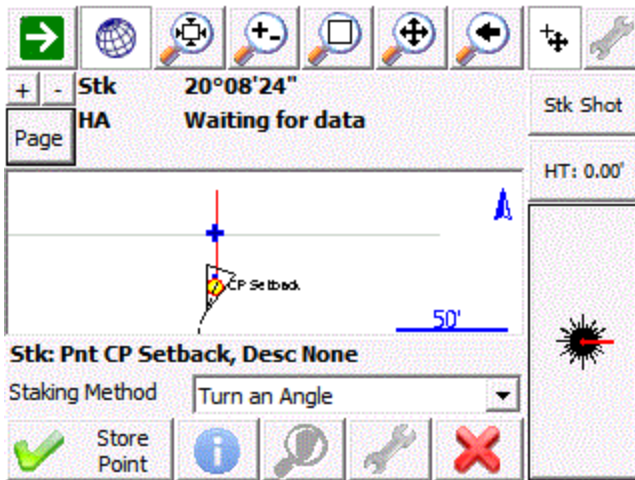 + - Stk 20°08'24"
Page HA Waiting for data
Stk Shot
HT: 0.00'
CP Setback
50'
Stk: Pnt CP Setback, Desc None
Staking Method Turn an Angle
Store
Point